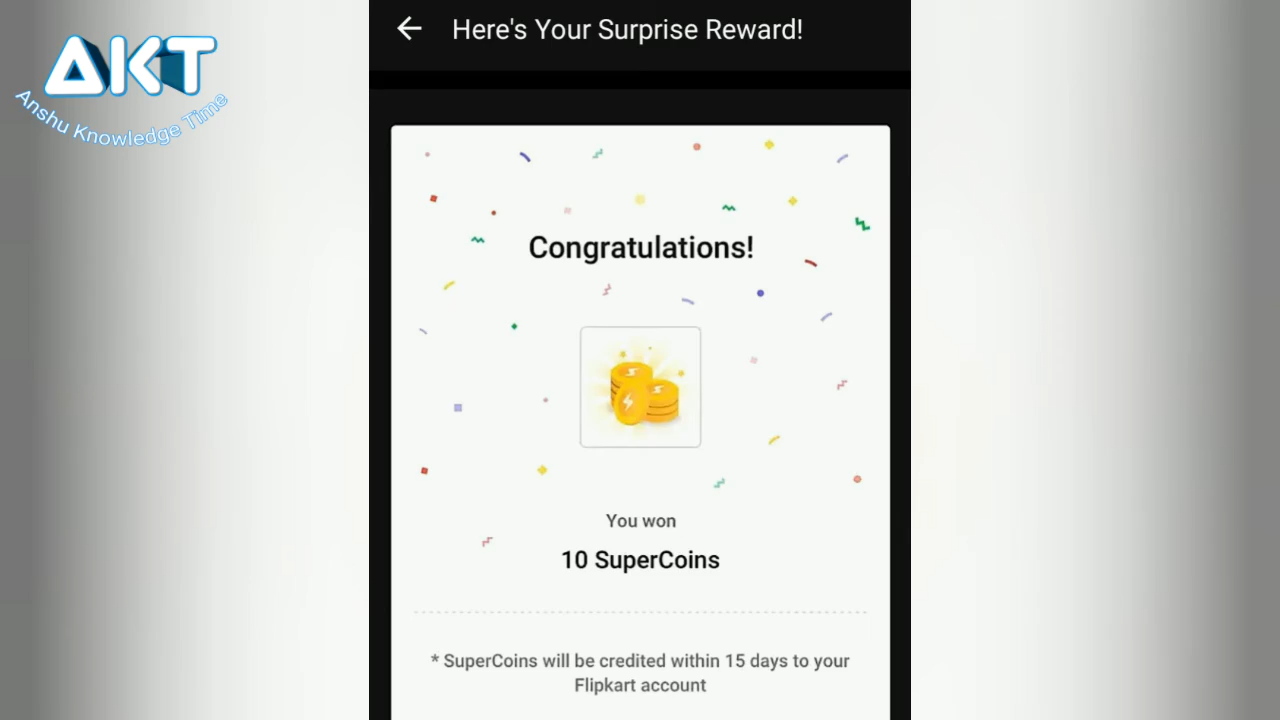 AKT
Anshu Knowledge Time
Here's Your Surprise Reward!
Congratulations!
You won
10 SuperCoins
* SuperCoins will be credited within 15 days to your
Flipkart account